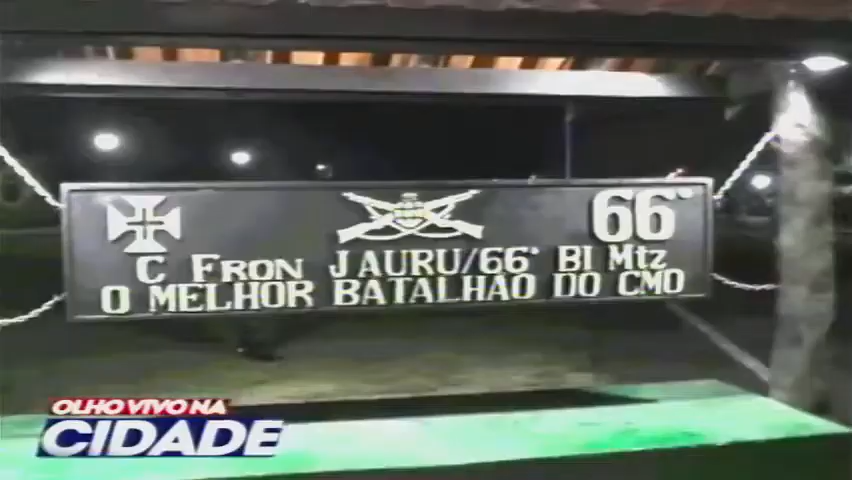 66°
C FRON JAURU/66° BI Mtz
O MELHOR BATALHÃO DO CMO
OLHO VIVO NA
CIDADE